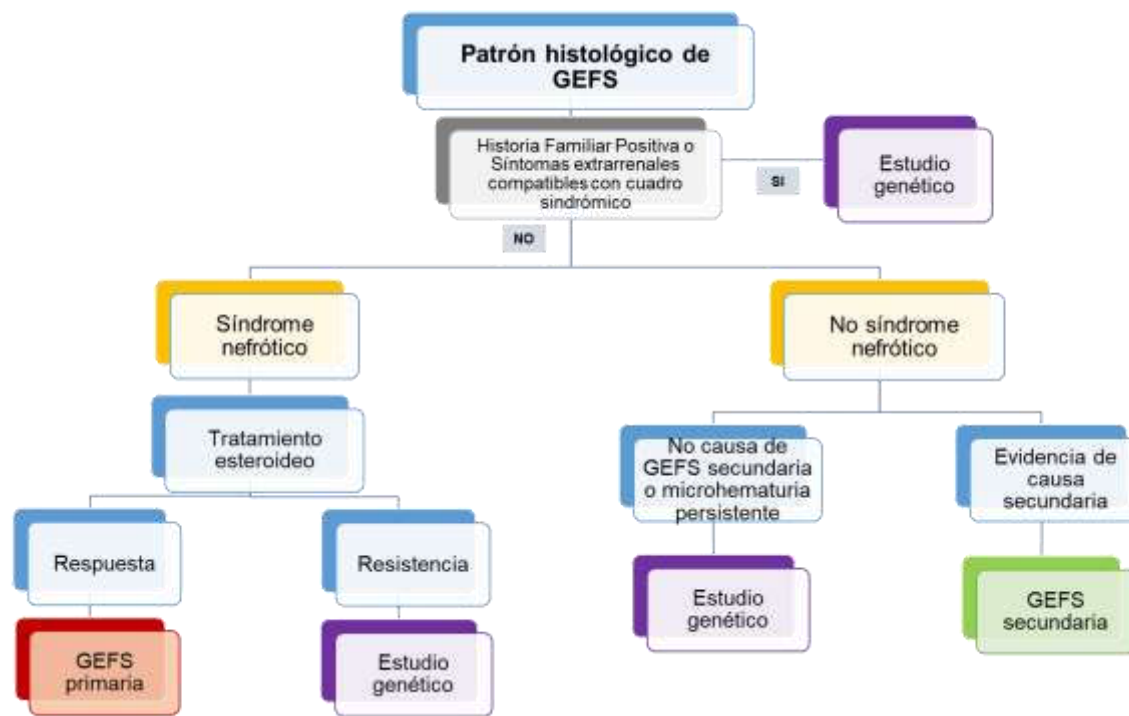 Patrón histológico de
GEFS
Historia Familiar Positiva o
Síntomas extrarrenales
compatibles con cuadro
sindrómico
SI
Estudio
genético
NO
Síndrome
nefrótico
No síndrome
nefrótico
Tratamiento
esteroideo
No causa de
GEFS secundaria
o microhematuria
persistente
Evidencia de
causa
secundaria
Respuesta
Resistencia
Estudio
genético
GEFS
secundaria
GEFS
primaria
Estudio
genético